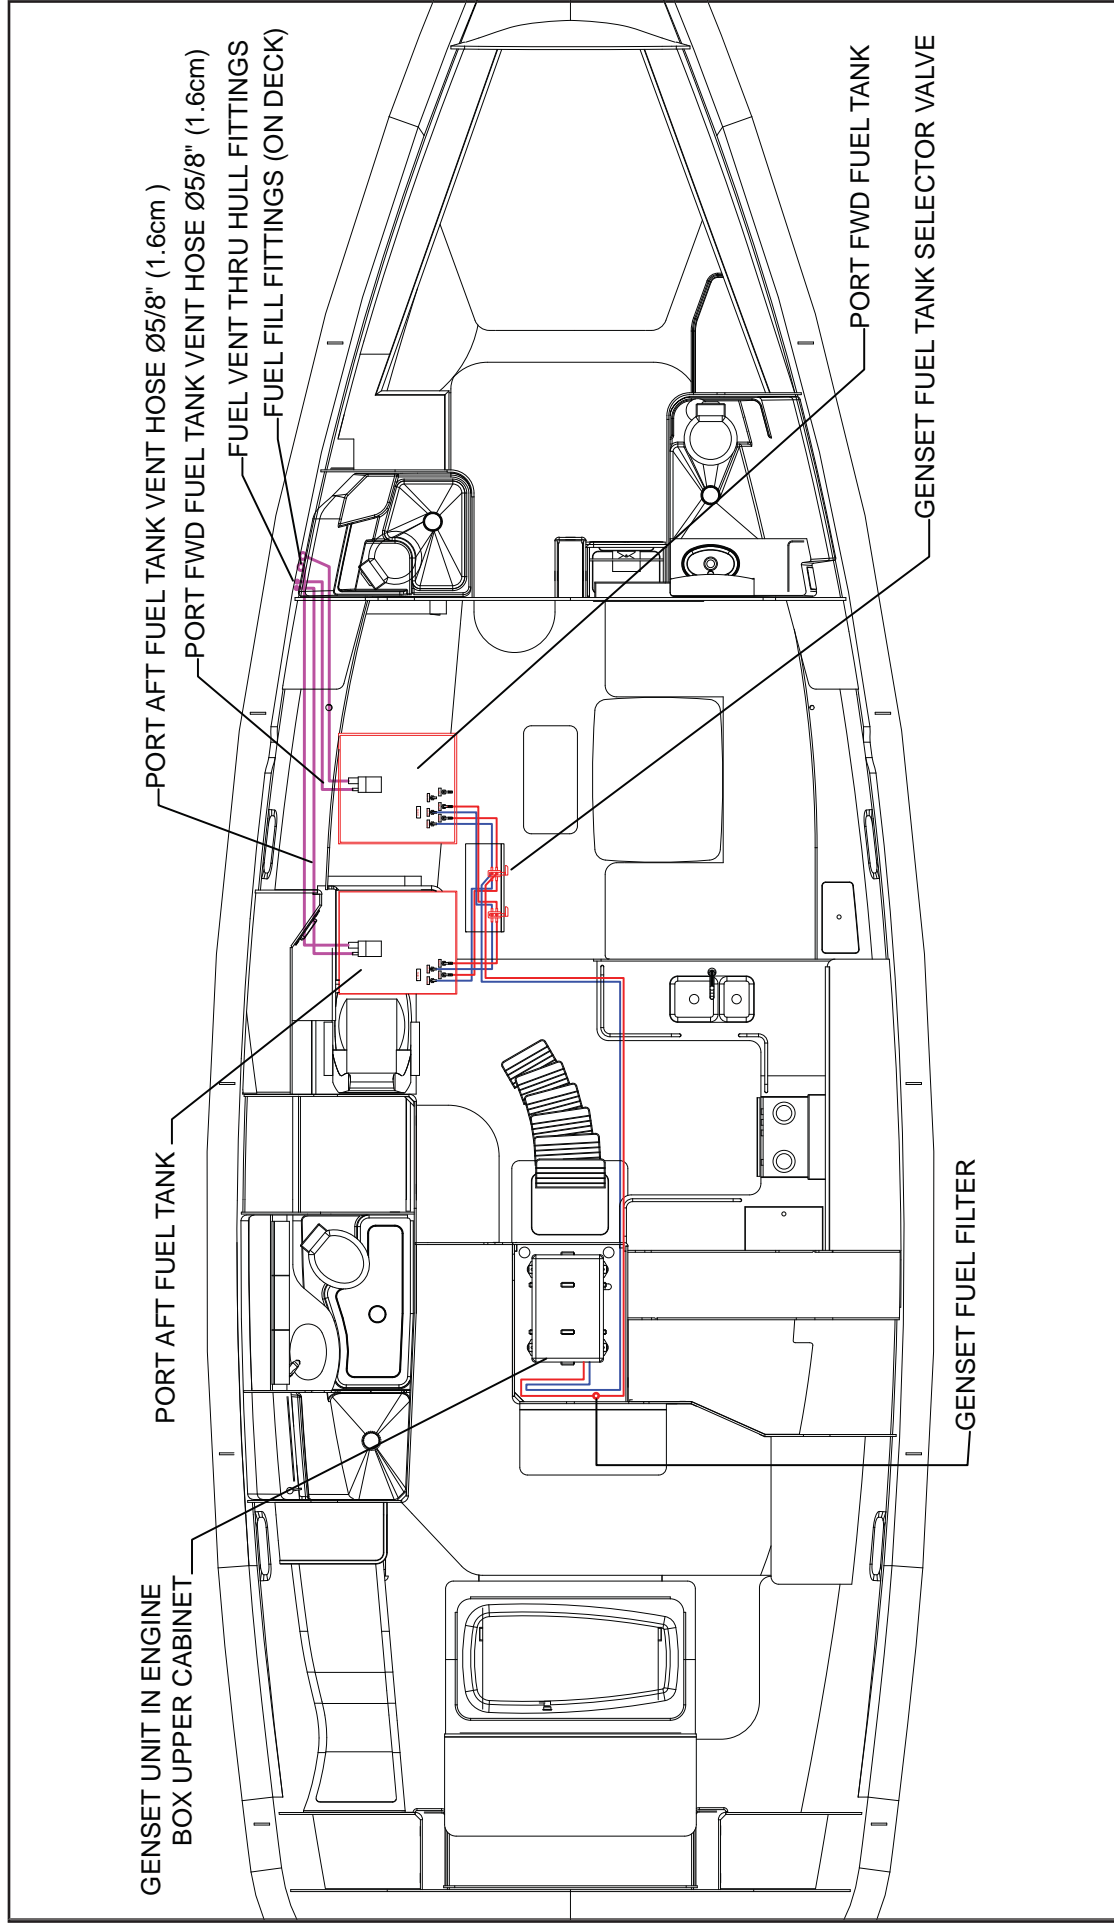 PORT AFT FUEL TANK VENT HOSE Ø5/8" (1.6cm )
PORT FWD FUEL TANK VENT HOSE Ø5/8" (1.6cm)
FUEL VENT THRU HULL FITTINGS
FUEL FILL FITTINGS (ON DECK)
PORT FWD FUEL TANK
GENSET FUEL TANK SELECTOR VALVE
PORT AFT FUEL TANK
GENSET FUEL FILTER
GENSET UNIT IN ENGINE
BOX UPPER CABINET